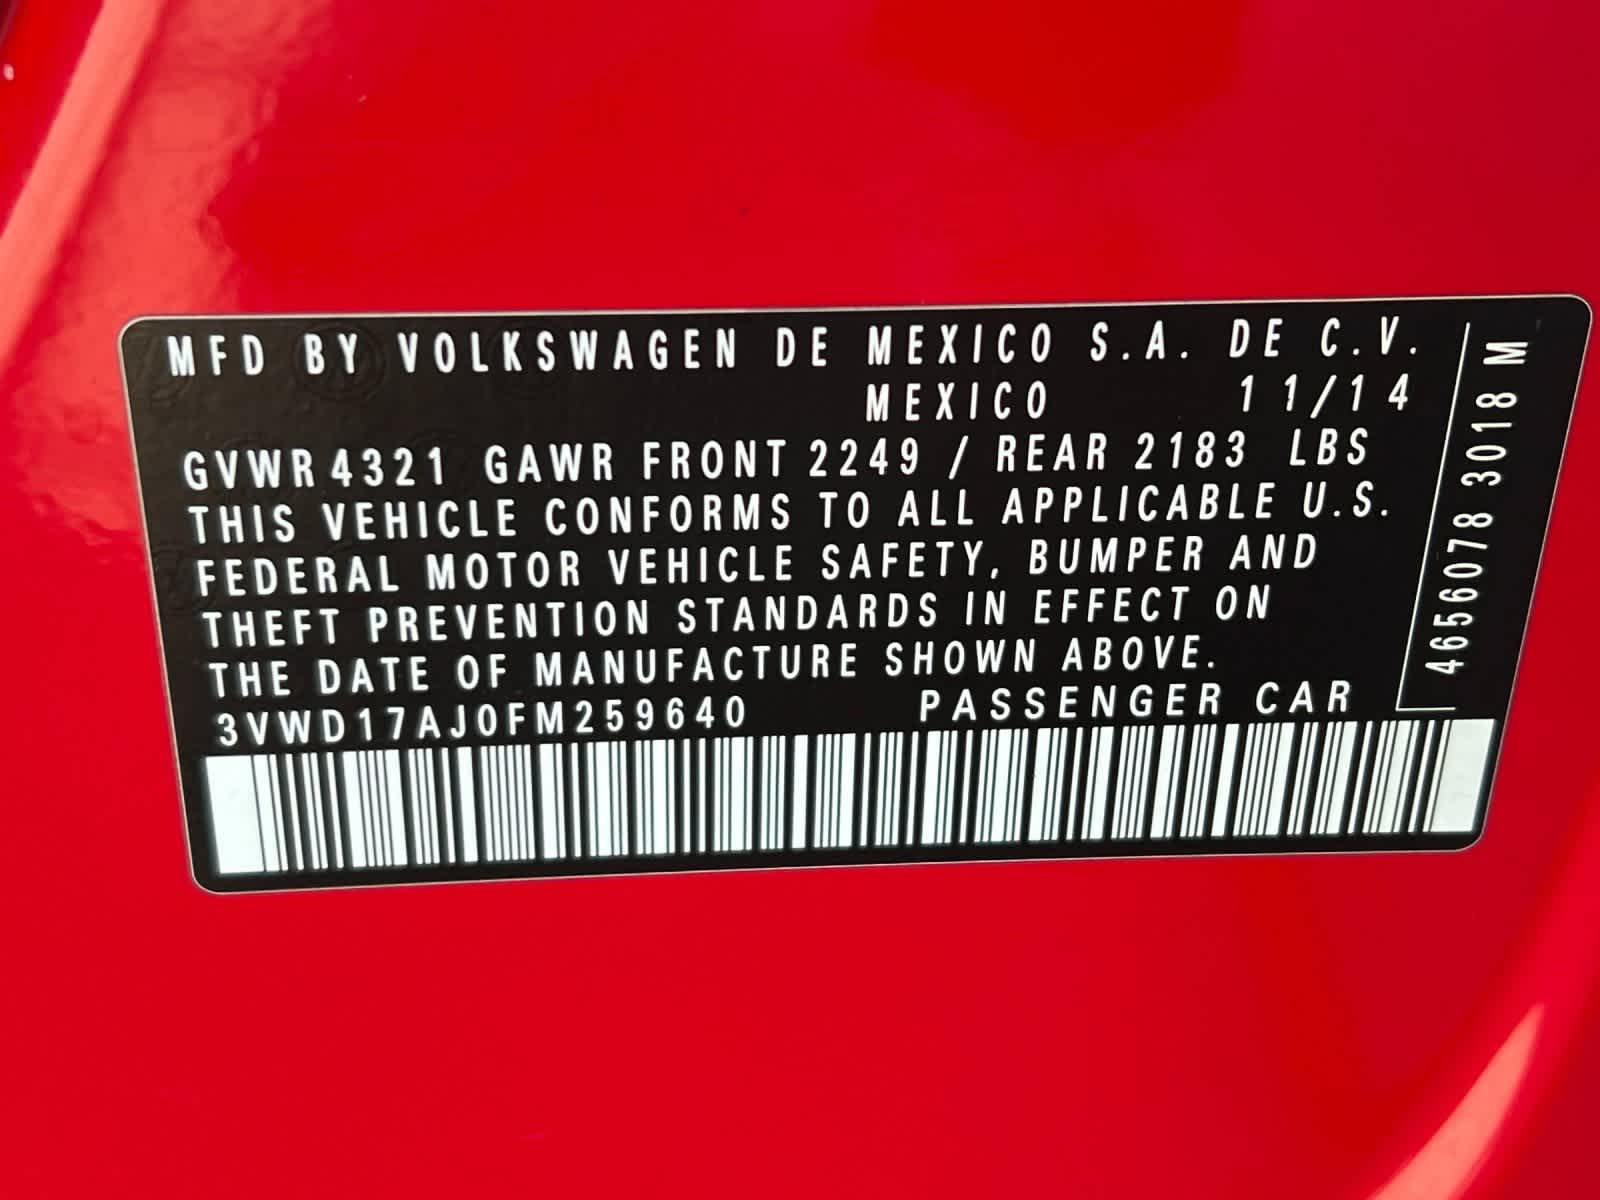 MFD BY VOLKSWAGEN DE MEXICO S.A. DE C.V.
MEXICO 11/14
GVWR 4321 GAWR FRONT 2249 / REAR 2183 LBS
THIS VEHICLE CONFORMS TO ALL APPLICABLE U.S.
FEDERAL MOTOR VEHICLE SAFETY, BUMPER AND
THEFT PREVENTION STANDARDS IN EFFECT ON
THE DATE OF MANUFACTURE SHOWN ABOVE.
3VWD17AJ0FM259640 PASSENGER CAR
4656078 3018 M